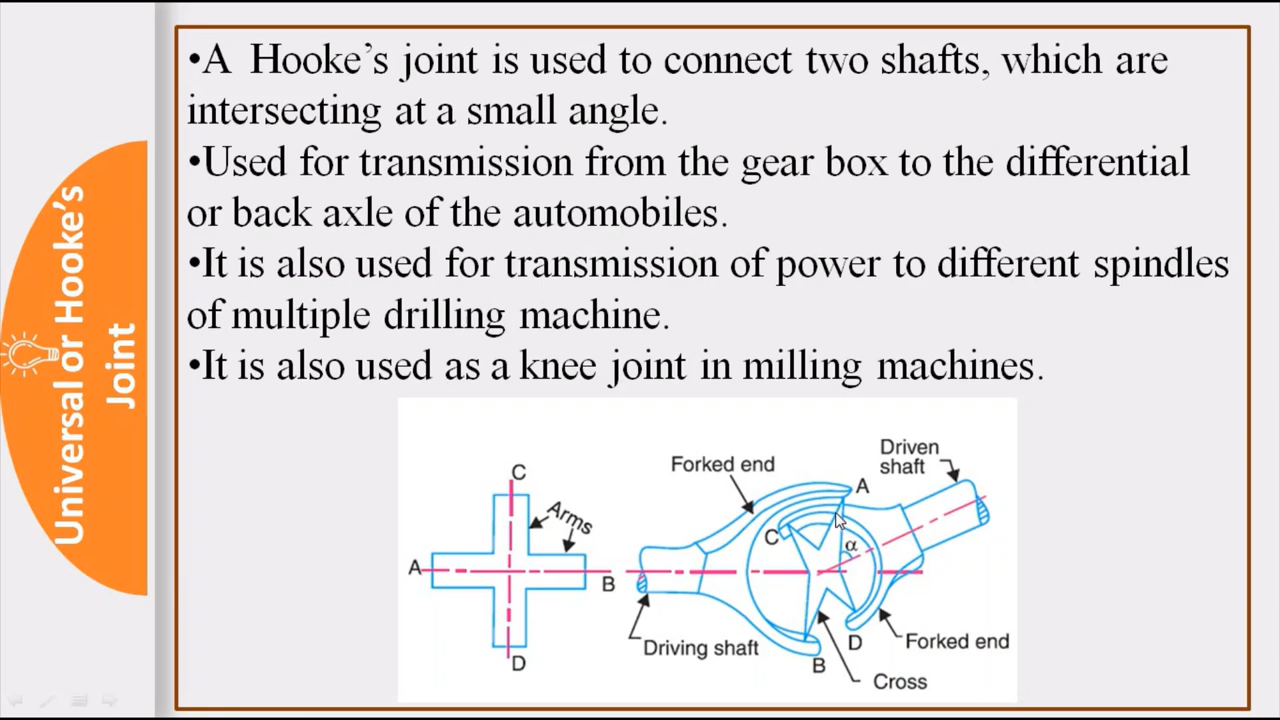 Universal or Hooke's
Joint
•A Hooke’s joint is used to connect two shafts, which are
intersecting at a small angle.
•Used for transmission from the gear box to the differential
or back axle of the automobiles.
•It is also used for transmission of power to different spindles
of multiple drilling machine.
•It is also used as a knee joint in milling machines.
C
Arms
A
B
D
Forked end
Driven
shaft
A
C
α
Driving shaft
B
D
Forked end
Cross